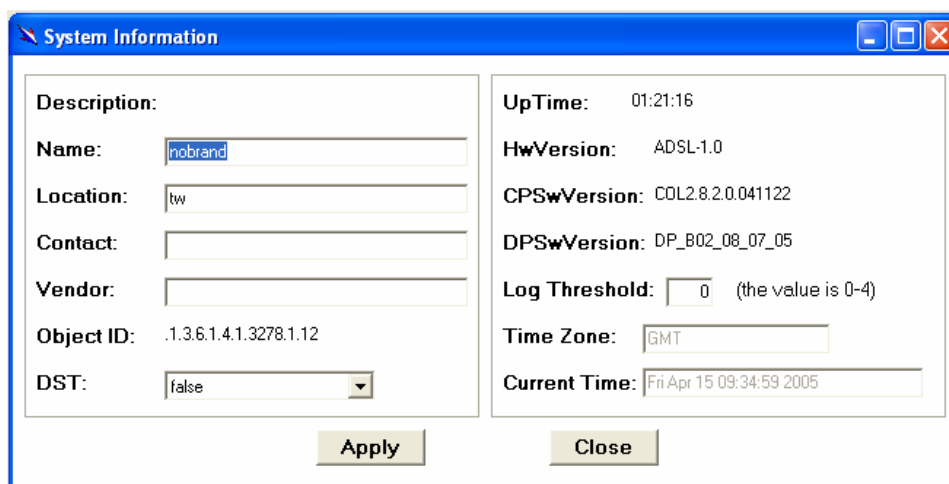 System Information
Description:
Name: nobrand
Location: tw
Contact:
Vendor:
Object ID: .1.3.6.1.4.1.3278.1.12
DST: false
UpTime: 01:21:16
HwVersion: ADSL-1.0
CPSwVersion: COL2.8.2.0.041122
DPSwVersion: DP_B02_08_07_05
Log Threshold: 0 (the value is 0-4)
Time Zone: GMT
Current Time: Fri Apr 15 09:34:59 2005
Apply Close